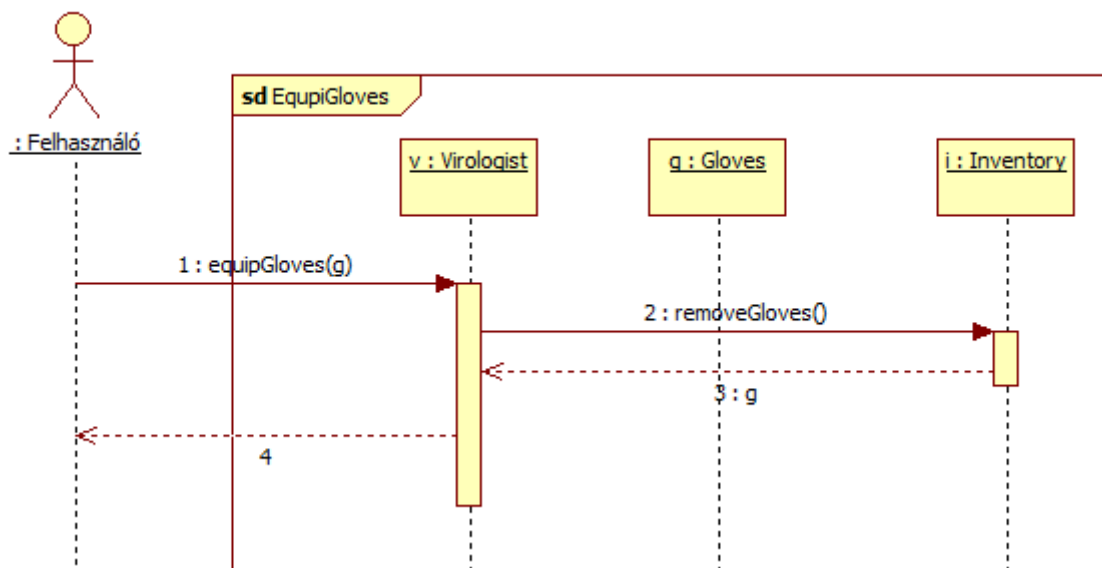 sd EqupiGloves
: Felhasználó
v : Virologist
g : Gloves
i : Inventory
1 : equipGloves(g)
2 : removeGloves()
3 : g
4